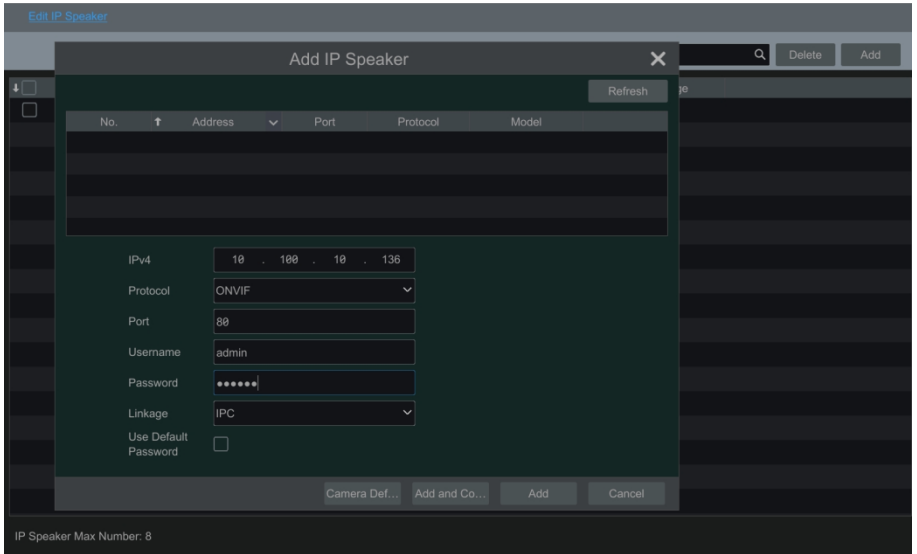 Edit IP Speaker
Add IP Speaker
Delete
Add
Refresh
No. Address Port Protocol Model
IPv4 10 . 100 . 10 . 136
Protocol ONVIF
Port 80
Username admin
Password ••••••
Linkage IPC
Use Default
Password
Camera Def... Add and Co... Add Cancel
IP Speaker Max Number: 8